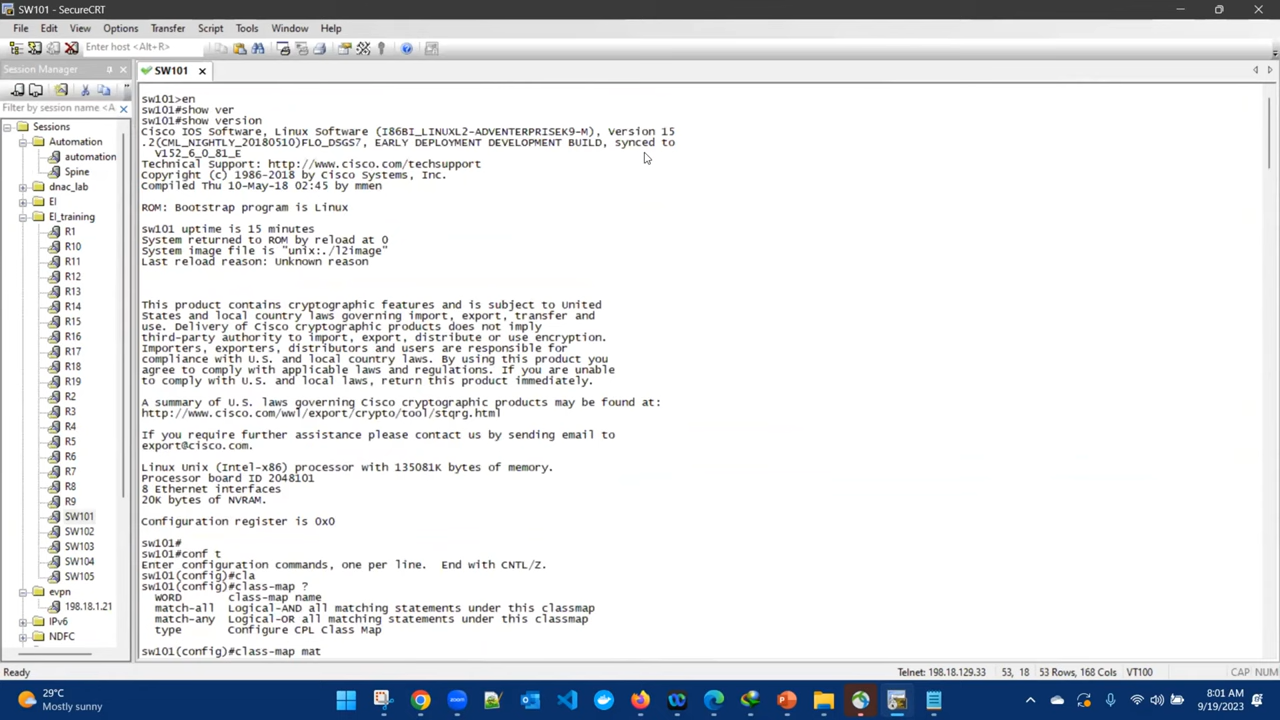 SW101 - SecureCRT
File Edit View Options Transfer Script Tools Window Help
Enter host <Alt+R>
Session Manager
SW101
Filter by session name <A
Sessions
Automation
automation
Spine
dnac_lab
EI
EI_training
R1
R10
R11
R12
R13
R14
R15
R16
R17
R18
R19
R2
R3
R4
R5
R6
R7
R8
R9
SW101
SW102
SW103
SW104
SW105
evpn
198.18.1.21
IPv6
NDFC
sw101>en
sw101#show ver
sw101#show version
Cisco IOS Software, Linux Software (I86BI_LINUXL2-ADVENTERPRISEK9-M), Version 15
.2(CML_NIGHTLY_20180510)FLO_DSGS7, EARLY DEPLOYMENT DEVELOPMENT BUILD, synced to
V152_6_0_81_E
Technical Support: http://www.cisco.com/techsupport
Copyright (c) 1986-2018 by Cisco Systems, Inc.
Compiled Thu 10-May-18 02:45 by mmen
ROM: Bootstrap program is Linux
sw101 uptime is 15 minutes
System returned to ROM by reload at 0
System image file is "unix:./l2image"
Last reload reason: Unknown reason
This product contains cryptographic features and is subject to United
States and local country laws governing import, export, transfer and
use. Delivery of Cisco cryptographic products does not imply
third-party authority to import, export, distribute or use encryption.
Importers, exporters, distributors and users are responsible for
compliance with U.S. and local country laws. By using this product you
agree to comply with applicable laws and regulations. If you are unable
to comply with U.S. and local laws, return this product immediately.
A summary of U.S. laws governing Cisco cryptographic products may be found at:
http://www.cisco.com/wwl/export/crypto/tool/stqrg.html
If you require further assistance please contact us by sending email to
export@cisco.com.
Linux Unix (Intel-x86) processor with 135081K bytes of memory.
Processor board ID 2048101
8 Ethernet interfaces
20K bytes of NVRAM.
Configuration register is 0x0
sw101#
sw101#conf t
Enter configuration commands, one per line. End with CNTL/Z.
sw101(config)#cla
sw101(config)#class-map ?
WORD class-map name
match-all Logical-AND all matching statements under this classmap
match-any Logical-OR all matching statements under this classmap
type Configure CPL Class Map
sw101(config)#class-map mat
Ready
Telnet: 198.18.129.33 53, 18 53 Rows, 168 Cols VT100 CAP NUM
29°C
Mostly sunny
8:01 AM
9/19/2023